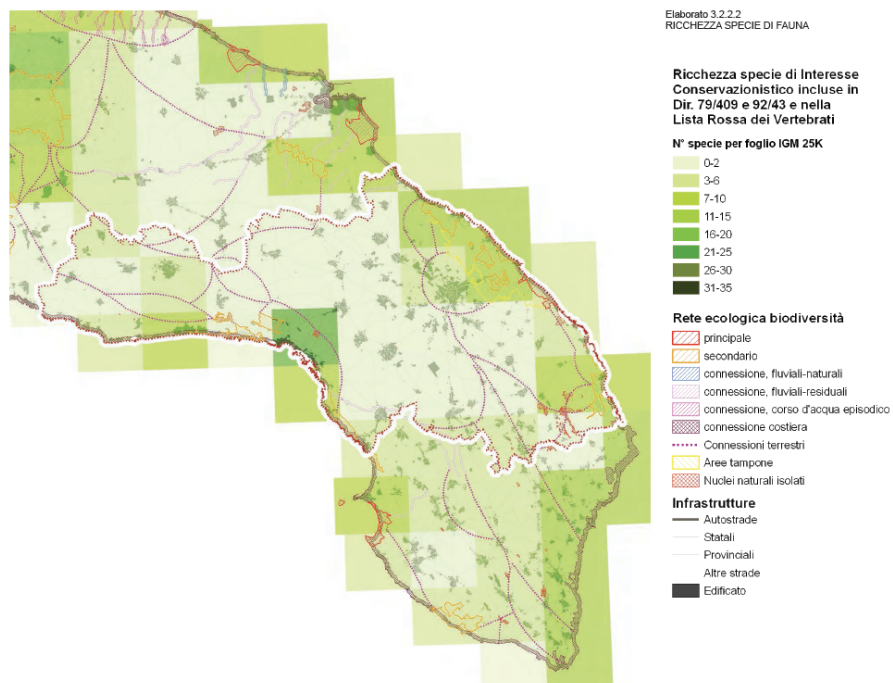 Elaborato 3.2.2.2
RICCHEZZA SPECIE DI FAUNA
Ricchezza specie di Interesse
Conservazionistico incluse in
Dir. 79/409 e 92/43 e nella
Lista Rossa dei Vertebrati
N° specie per foglio IGM 25K
0-2
3-6
7-10
11-15
16-20
21-25
26-30
31-35
Rete ecologica biodiversità
principale
secondario
connessione, fluviali-naturali
connessione, fluviali-residuali
connessione, corso d'acqua episodico
connessione costiera
Connessioni terrestri
Aree tampone
Nuclei naturali isolati
Infrastrutture
Autostrade
Statali
Provinciali
Altre strade
Edificato